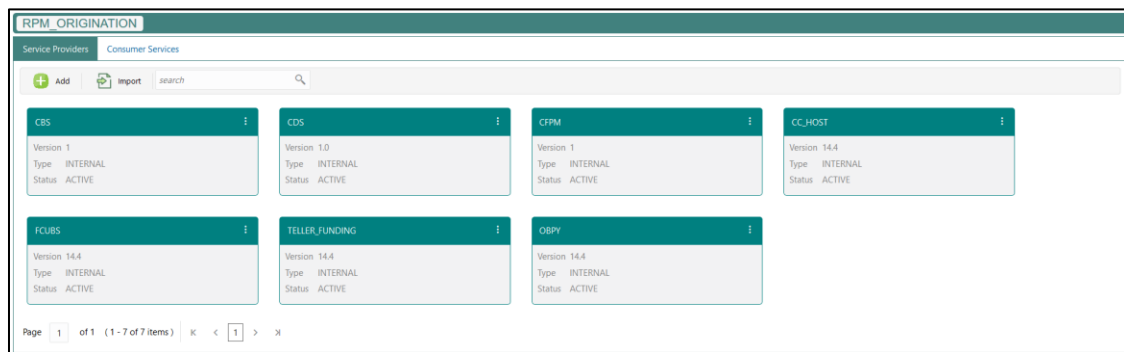 RPM_ORIGINATION
Service Providers Consumer Services
Add Import search
CBS CDS CFPM CC_HOST
Version 1 Version 1.0 Version 1 Version 14.4
Type INTERNAL Type INTERNAL Type INTERNAL Type INTERNAL
Status ACTIVE Status ACTIVE Status ACTIVE Status ACTIVE
FCUBS TELLER_FUNDING OBPY
Version 14.4 Version 14.4 Version 14.4
Type INTERNAL Type INTERNAL Type INTERNAL
Status ACTIVE Status ACTIVE Status ACTIVE
Page 1 of 1 ( 1 - 7 of 7 items ) 1